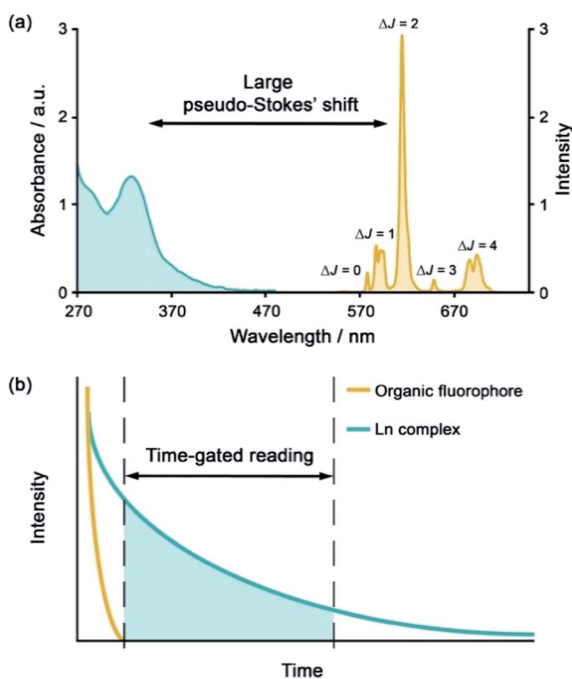 (a)
3
2
1
0
Absorbance / a.u.
Large
pseudo-Stokes' shift
ΔJ = 0
ΔJ = 1
ΔJ = 2
ΔJ = 3
ΔJ = 4
3
2
1
0
Intensity
270
370
470
570
670
Wavelength / nm
(b)
Organic fluorophore
Ln complex
Time-gated reading
Intensity
Time